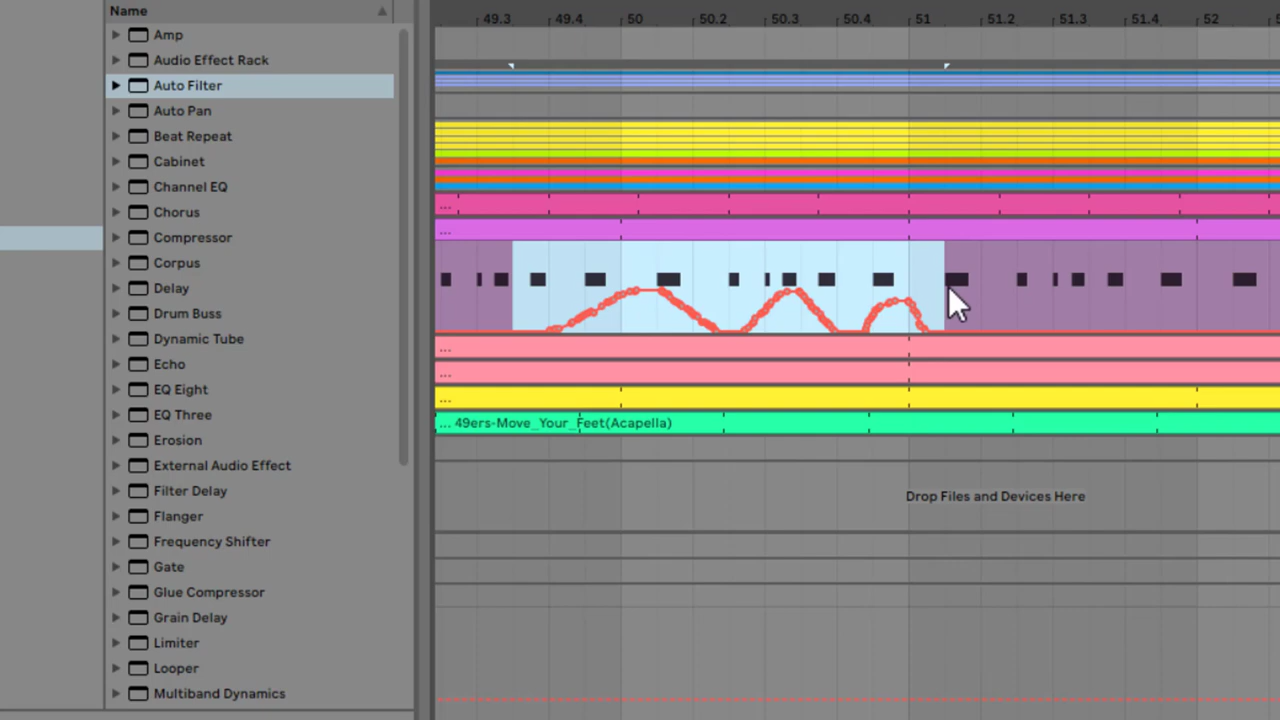 Name
Amp
Audio Effect Rack
Auto Filter
Auto Pan
Beat Repeat
Cabinet
Channel EQ
Chorus
Compressor
Corpus
Delay
Drum Buss
Dynamic Tube
Echo
EQ Eight
EQ Three
Erosion
External Audio Effect
Filter Delay
Flanger
Frequency Shifter
Gate
Glue Compressor
Grain Delay
Limiter
Looper
Multiband Dynamics
49.3 49.4 50 50.2 50.3 50.4 51 51.2 51.3 51.4 52
...
...
...
...
...
... 49ers-Move_Your_Feet(Acapella)
Drop Files and Devices Here